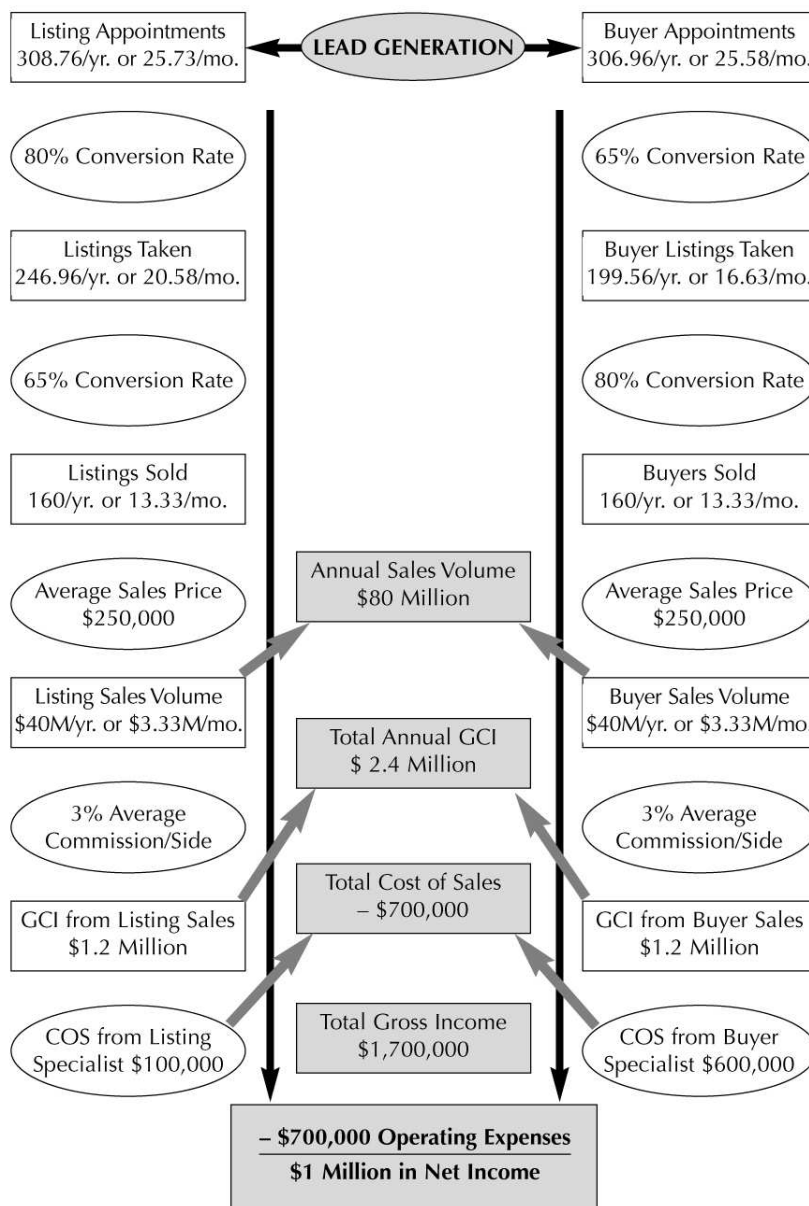 Listing Appointments
308.76/yr. or 25.73/mo.
LEAD GENERATION
Buyer Appointments
306.96/yr. or 25.58/mo.
80% Conversion Rate
65% Conversion Rate
Listings Taken
246.96/yr. or 20.58/mo.
Buyer Listings Taken
199.56/yr. or 16.63/mo.
65% Conversion Rate
80% Conversion Rate
Listings Sold
160/yr. or 13.33/mo.
Buyers Sold
160/yr. or 13.33/mo.
Annual Sales Volume
$80 Million
Average Sales Price
$250,000
Average Sales Price
$250,000
Listing Sales Volume
$40M/yr. or $3.33M/mo.
Buyer Sales Volume
$40M/yr. or $3.33M/mo.
Total Annual GCI
$ 2.4 Million
3% Average
Commission/Side
3% Average
Commission/Side
Total Cost of Sales
– $700,000
GCI from Listing Sales
$1.2 Million
GCI from Buyer Sales
$1.2 Million
Total Gross Income
$1,700,000
COS from Listing
Specialist $100,000
COS from Buyer
Specialist $600,000
– $700,000 Operating Expenses
$1 Million in Net Income